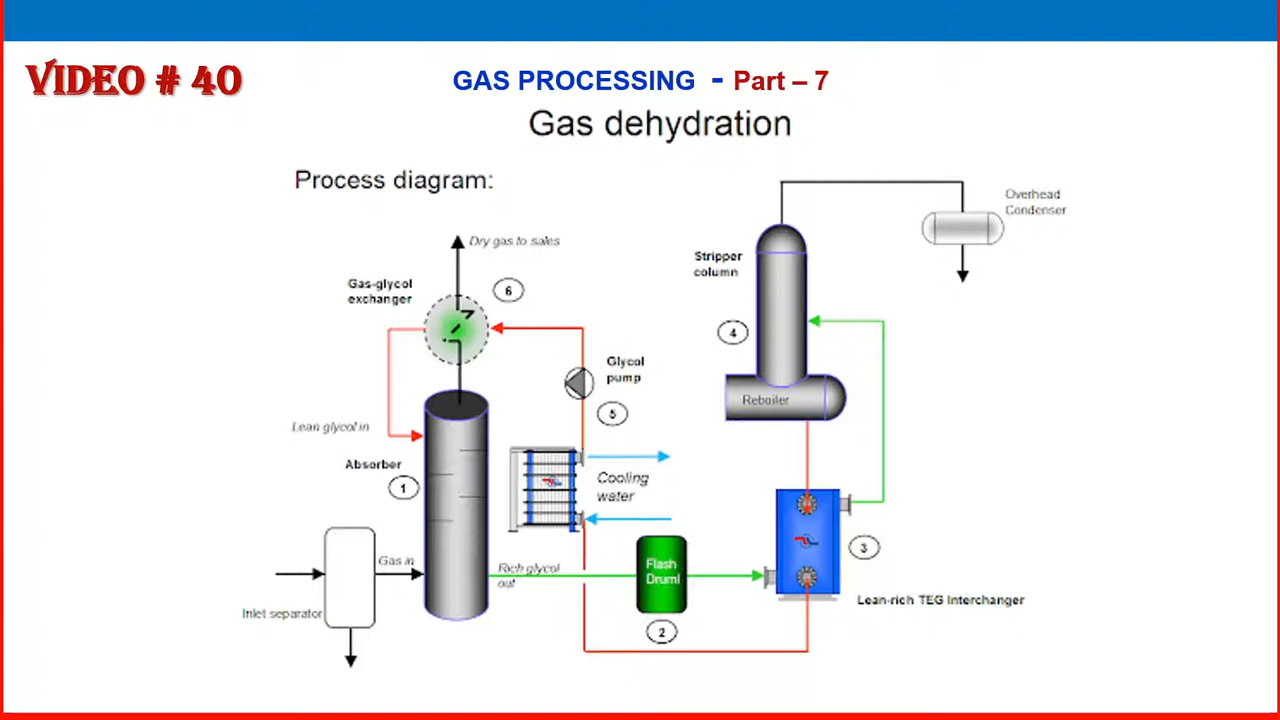 VIDEO # 40
GAS PROCESSING - Part – 7
Gas dehydration
Process diagram:
Overhead
Condenser
Dry gas to sales
Stripper
column
Gas-glycol
exchanger
6
4
Glycol
pump
5
Reboiler
Lean glycol in
Absorber
1
Cooling
water
3
Gas in
Rich glycol
out
Flash
Druml
Inlet separator
Lean-rich TEG Interchanger
2